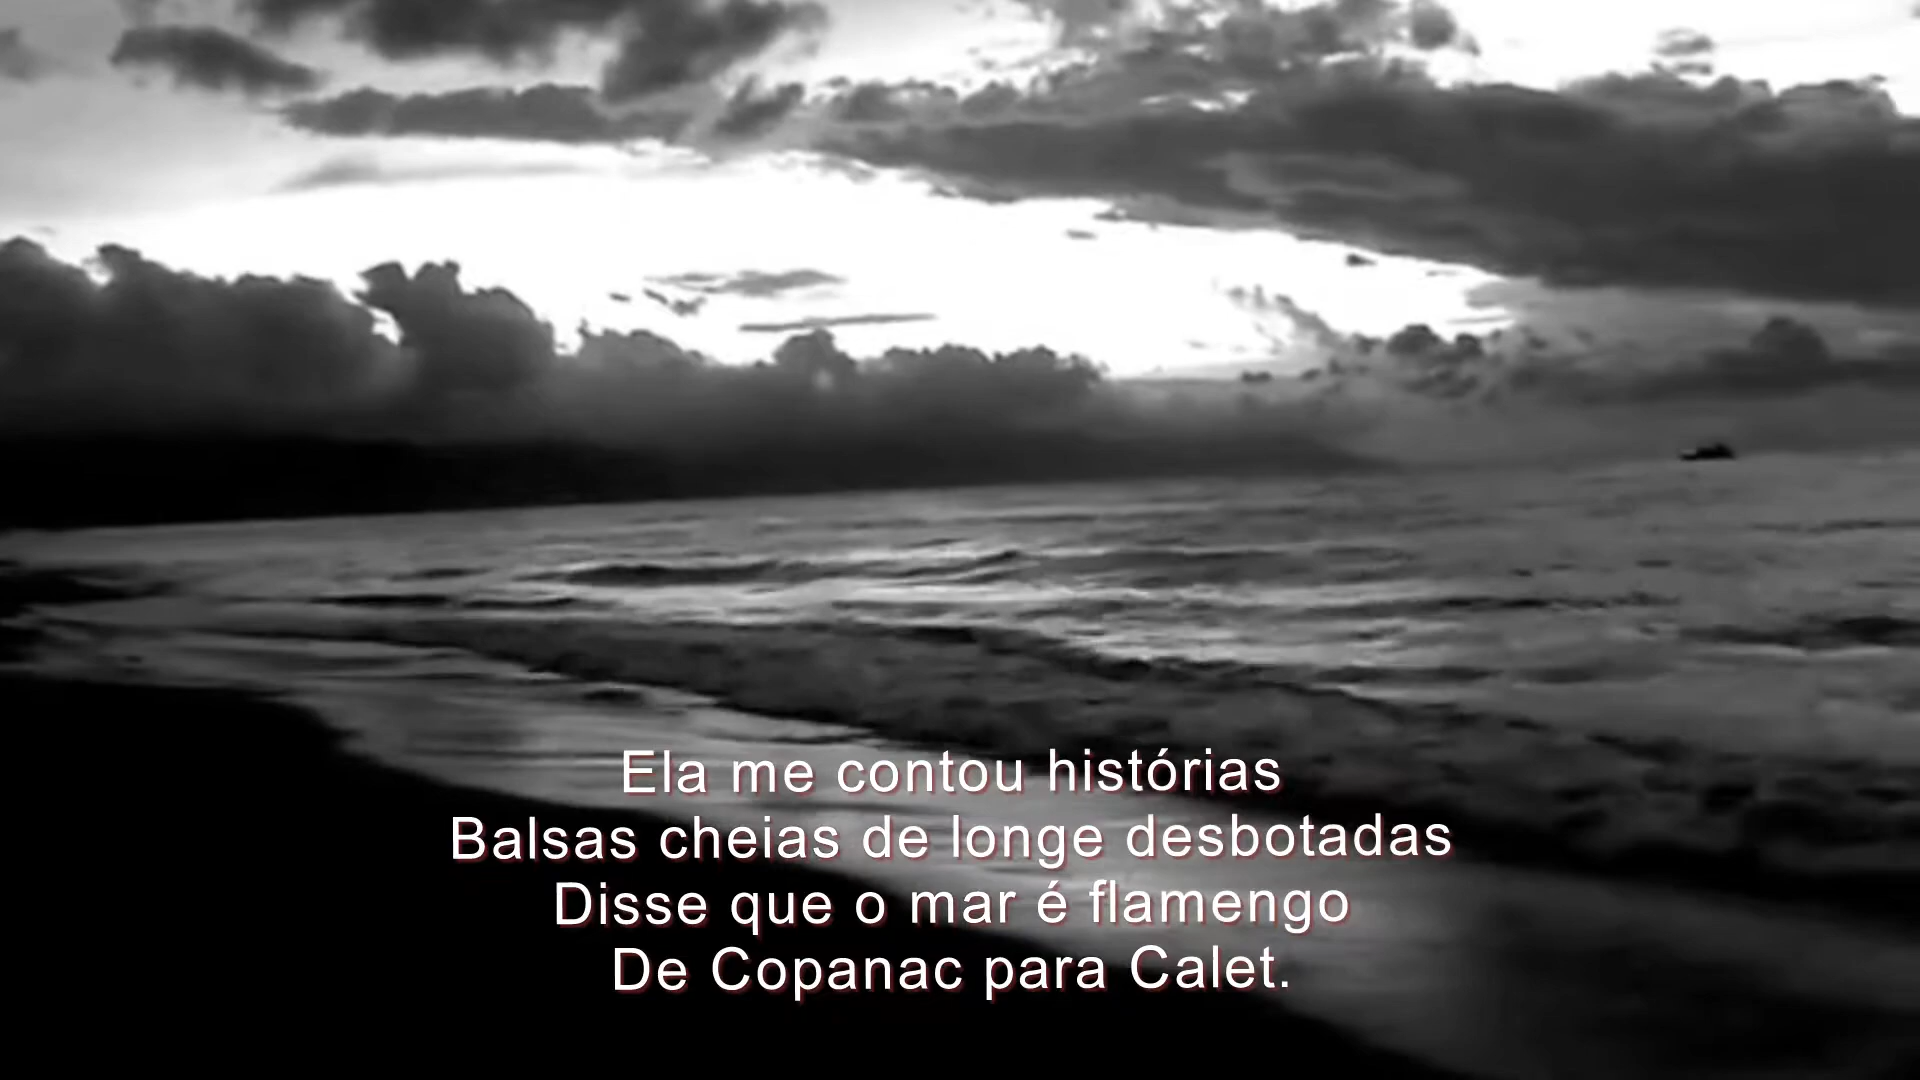 Ela me contou histórias
Balsas cheias de longe desbotadas
Disse que o mar é flamengo
De Copanac para Calet.